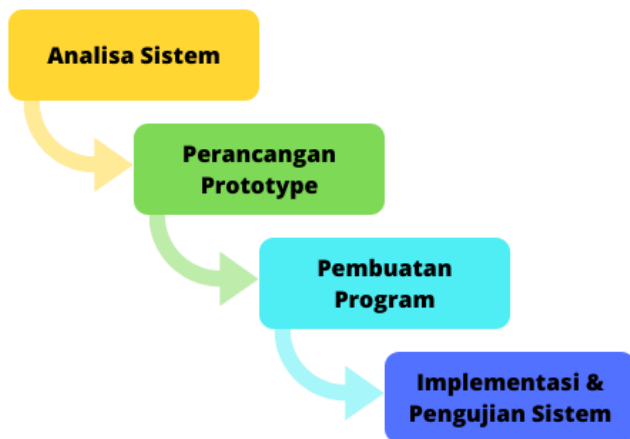 Analisa Sistem
Perancangan
Prototype
Pembuatan
Program
Implementasi &
Pengujian Sistem